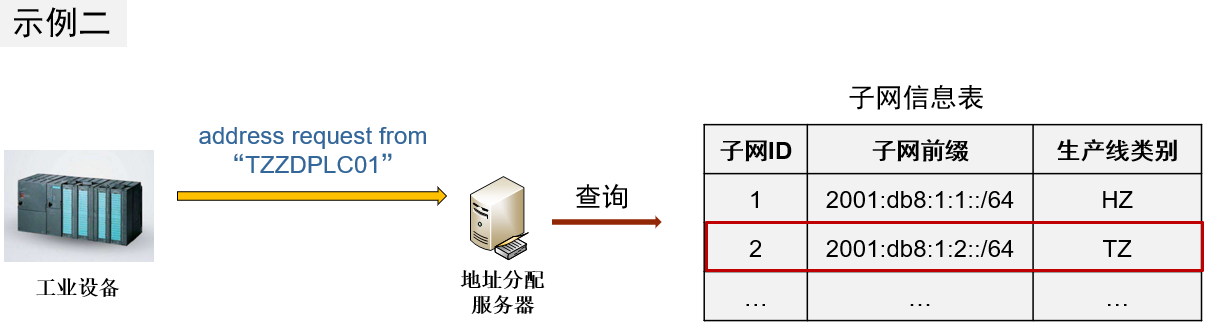 示例二
address request from
“TZZDPLC01”
工业设备
地址分配
服务器
查询
子网信息表
子网ID 子网前缀 生产线类别
1 2001:db8:1:1::/64 HZ
2 2001:db8:1:2::/64 TZ
… … …